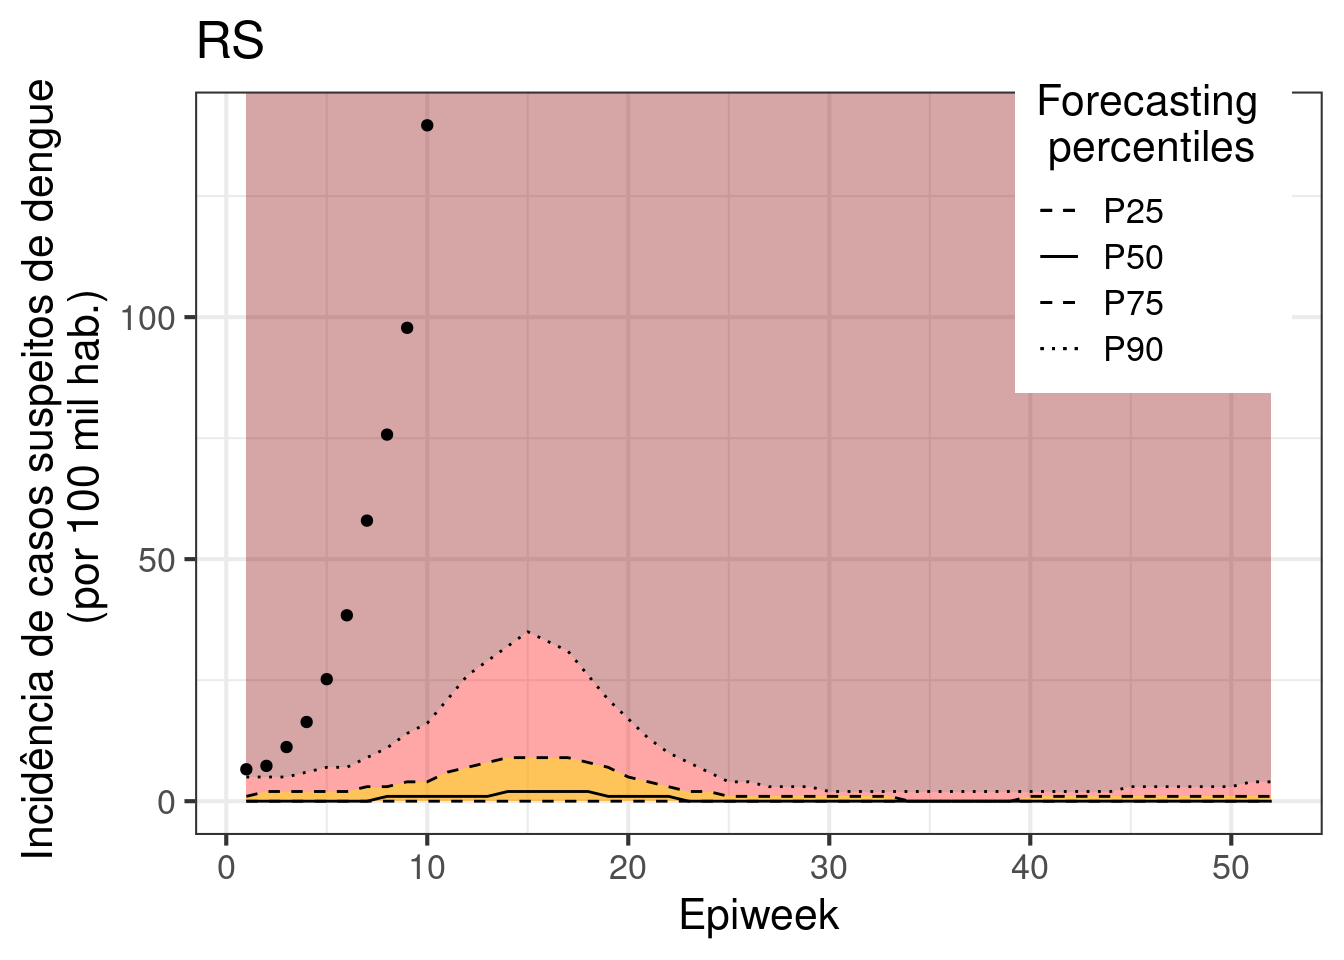 RS
Incidência de casos suspeitos de dengue
(por 100 mil hab.)
100
50
0
0
10
20
30
40
50
Epiweek
Forecasting
percentiles
P25
P50
P75
P90